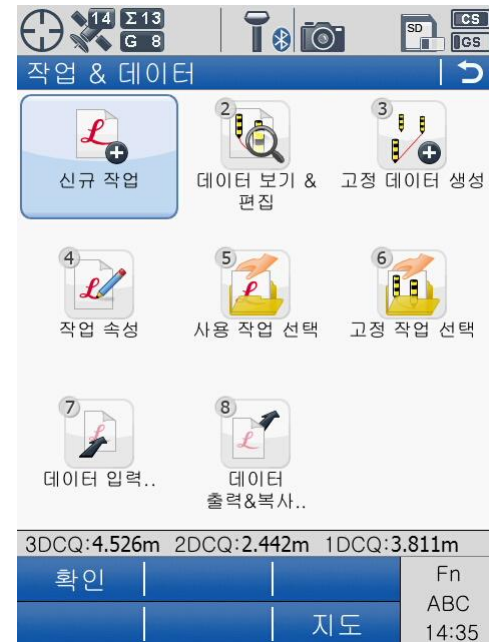 14 Σ 13
G 8
SD
CS
GS
작업 & 데이터
신규 작업
2
데이터 보기 &
편집
3
고정 데이터 생성
4
작업 속성
5
사용 작업 선택
6
고정 작업 선택
7
데이터 입력..
8
데이터
출력&복사..
3DCQ:4.526m 2DCQ:2.442m 1DCQ:3.811m
확인
Fn
ABC
지도
14:35